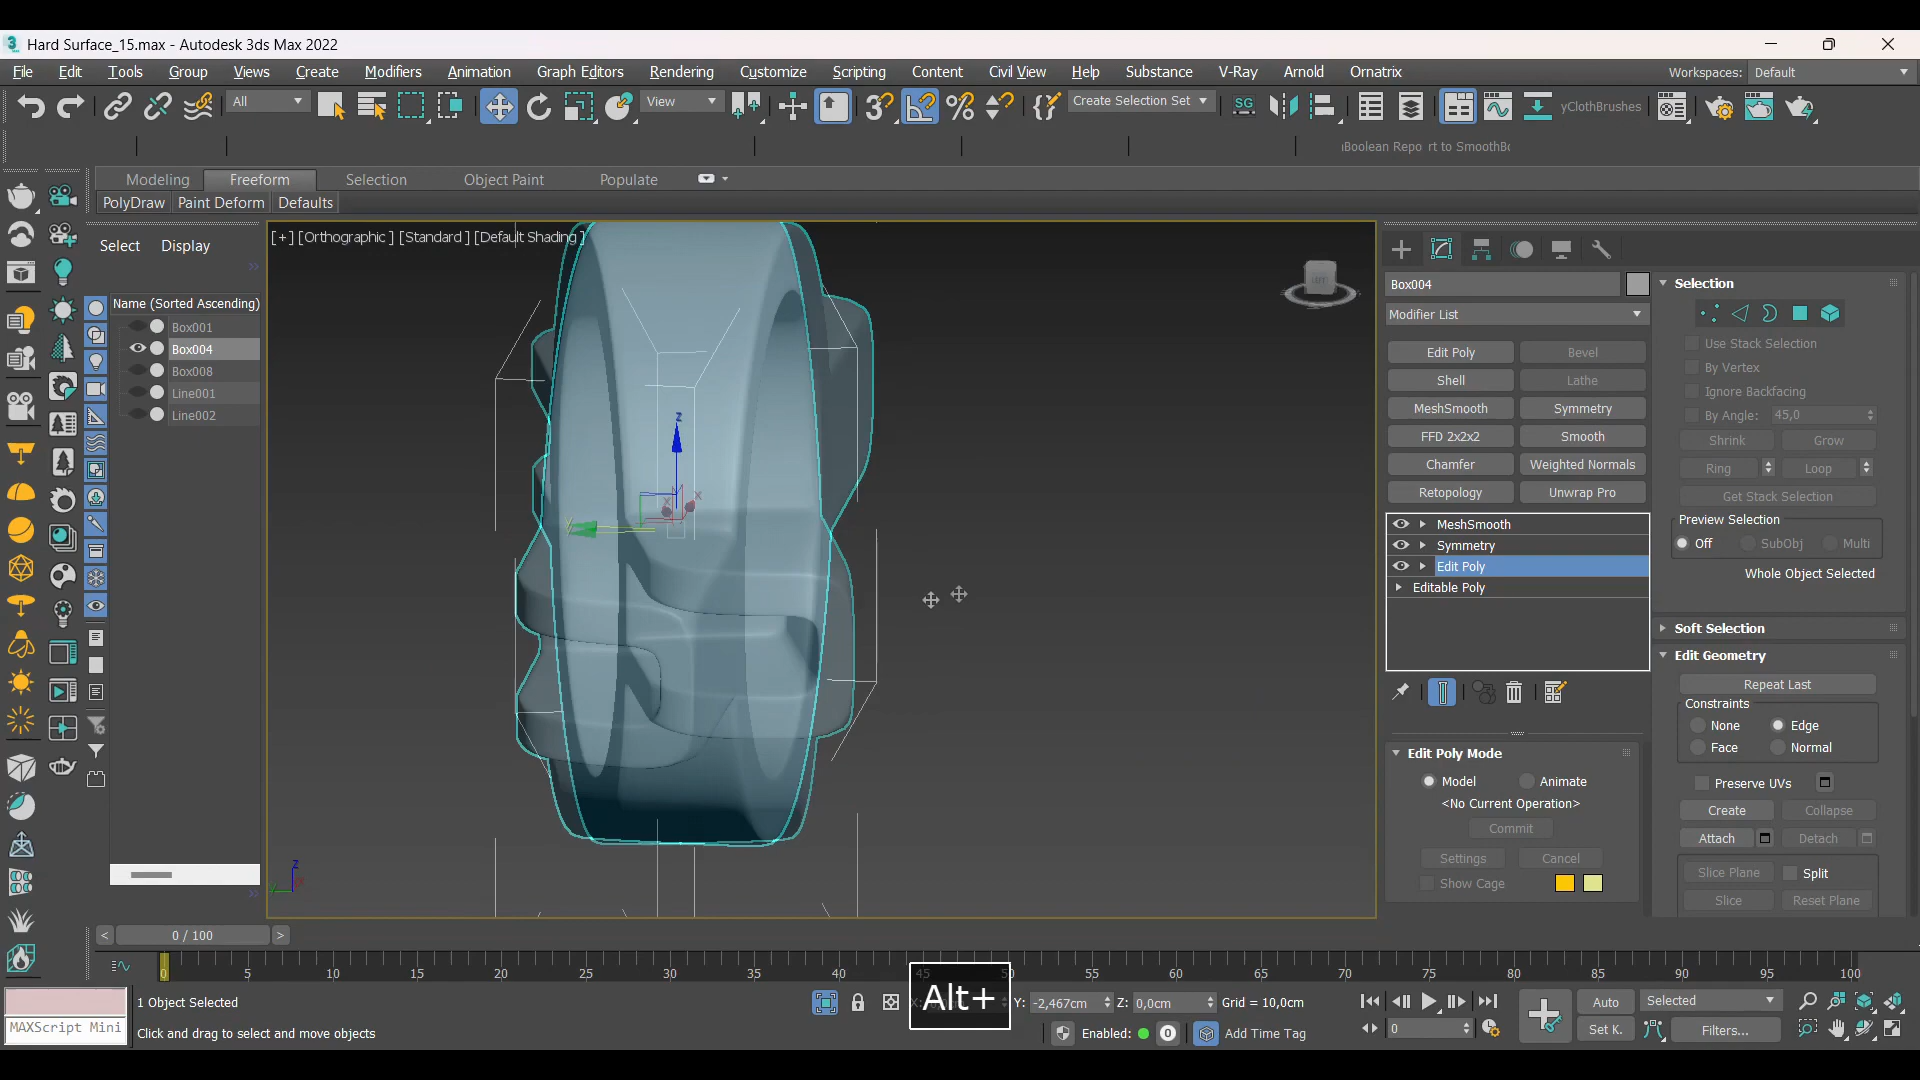 Hard Surface_15.max - Autodesk 3ds Max 2022
File Edit Tools Group Views Create Modifiers Animation Graph Editors Rendering Customize Scripting Content Civil View Help Substance V-Ray Arnold Ornatrix Workspaces: Default
All View Create Selection Set yClothBrushes
Boolean Repo rt to SmoothBo
Modeling Freeform Selection Object Paint Populate
PolyDraw Paint Deform Defaults
Select Display
[+] [Orthographic ] [Standard ] [Default Shading ]
Name (Sorted Ascending)
Box001
Box004
Box008
Line001
Line002
z
x
x
y
z
Box004
Modifier List
Edit Poly Bevel
Shell Lathe
MeshSmooth Symmetry
FFD 2x2x2 Smooth
Chamfer Weighted Normals
Retopology Unwrap Pro
MeshSmooth
Symmetry
Edit Poly
Editable Poly
Edit Poly Mode
Model Animate
<No Current Operation>
Commit
Settings Cancel
Show Cage
Selection
Use Stack Selection
By Vertex
Ignore Backfacing
By Angle: 45,0
Shrink Grow
Ring Loop
Get Stack Selection
Preview Selection
Off SubObj Multi
Whole Object Selected
Soft Selection
Edit Geometry
Repeat Last
Constraints
None Edge
Face Normal
Preserve UVs
Create Collapse
Attach Detach
Slice Plane Split
Slice Reset Plane
< 0 / 100 >
0 5 10 15 20 25 30 35 40 45 50 55 60 65 70 75 80 85 90 95 100
Alt+
1 Object Selected X: Y: -2,467cm Z: 0,0cm Grid = 10,0cm Auto Selected
MAXScript Mini Click and drag to select and move objects Enabled: 0 Add Time Tag 0 Set K. Filters...